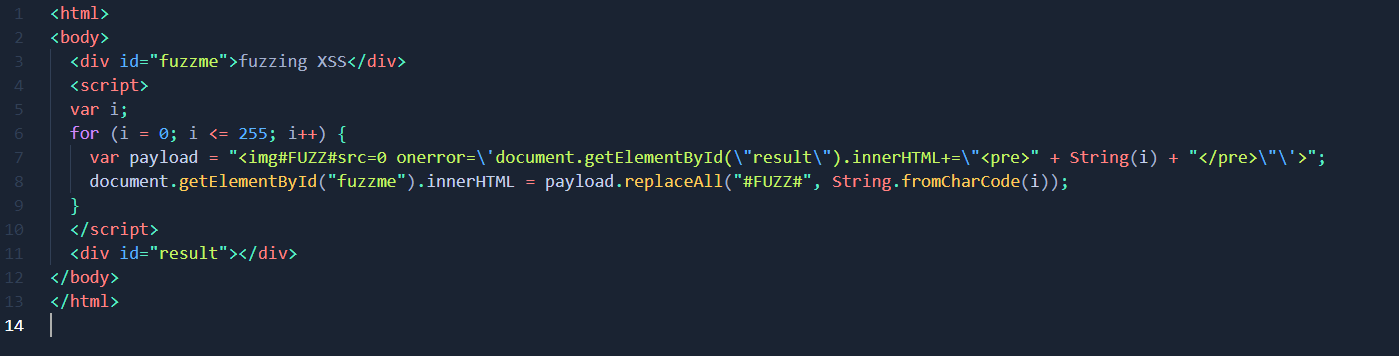 1 <html>
2 <body>
3 <div id="fuzzme">fuzzing XSS</div>
4 <script>
5 var i;
6 for (i = 0; i <= 255; i++) {
7 var payload = "<img#FUZZ#src=0 onerror=\'document.getElementById(\"result\").innerHTML+=\"<pre>" + String(i) + "</pre>\"\'>";
8 document.getElementById("fuzzme").innerHTML = payload.replaceAll("#FUZZ#", String.fromCharCode(i));
9 }
10 </script>
11 <div id="result"></div>
12 </body>
13 </html>
14